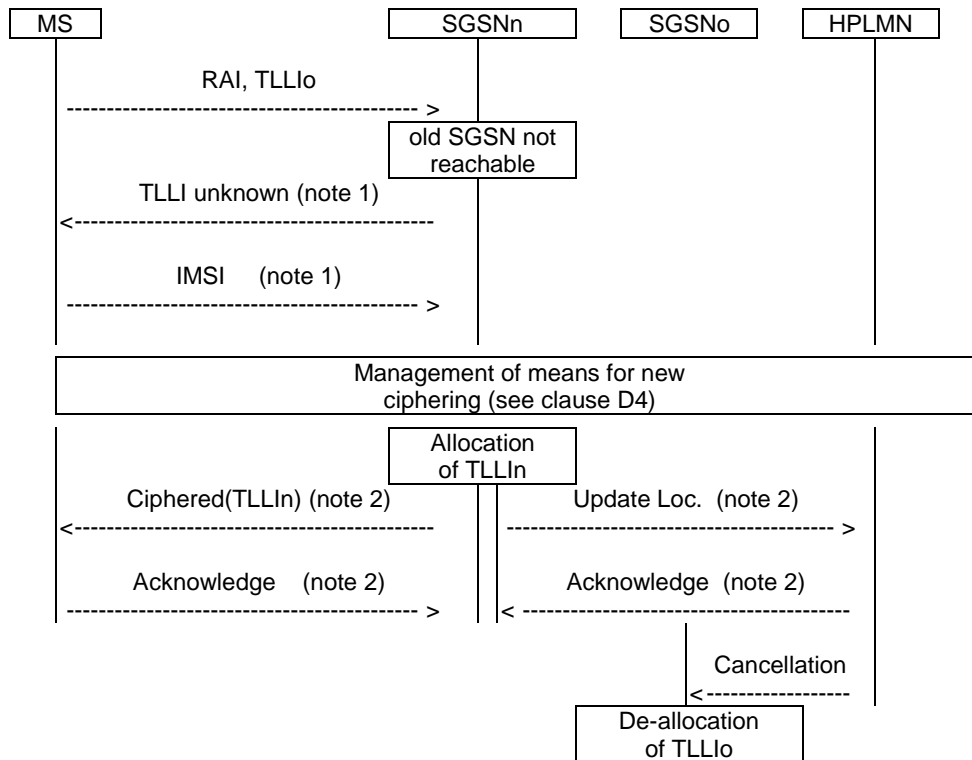 MS SGSNn SGSNo HPLMN
RAI, TLLIo
old SGSN not
reachable
TLLI unknown (note 1)
IMSI (note 1)
Management of means for new
ciphering (see clause D4)
Allocation
of TLLIn
Ciphered(TLLIn) (note 2) Update Loc. (note 2)
Acknowledge (note 2) Acknowledge (note 2)
Cancellation
De-allocation
of TLLIo